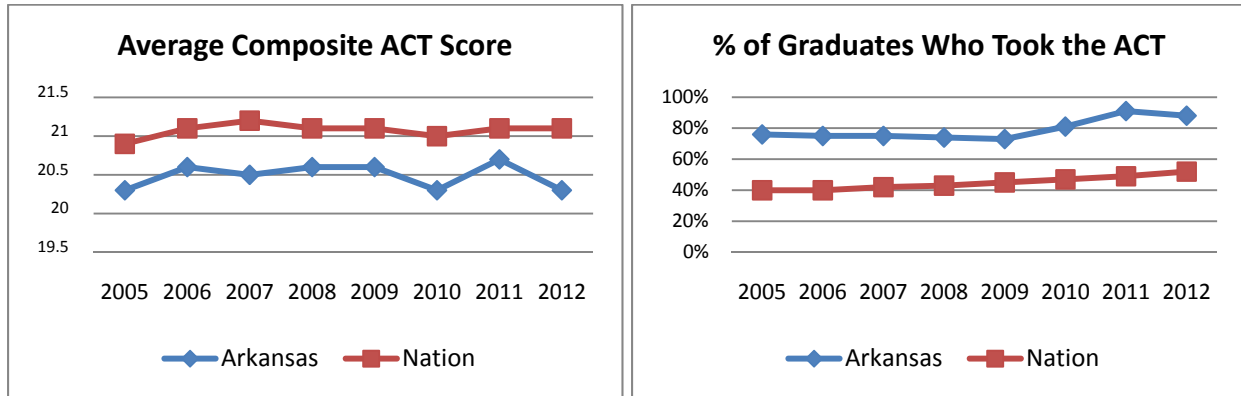 Average Composite ACT Score
21.5
21
20.5
20
19.5
2005 2006 2007 2008 2009 2010 2011 2012
Arkansas Nation
% of Graduates Who Took the ACT
100%
80%
60%
40%
20%
0%
2005 2006 2007 2008 2009 2010 2011 2012
Arkansas Nation